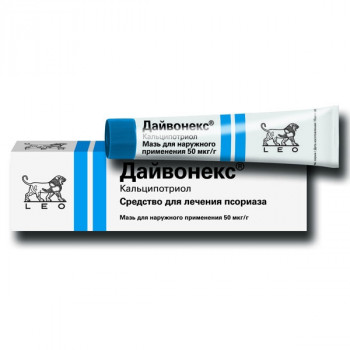 Дайвонекс®
Кальципотриол
Мазь для наружного
применения 50 мкг/г
LEO
Дайвонекс®
Кальципотриол
Средство для лечения псориаза
Мазь для наружного применения 50 мкг/г
LEO